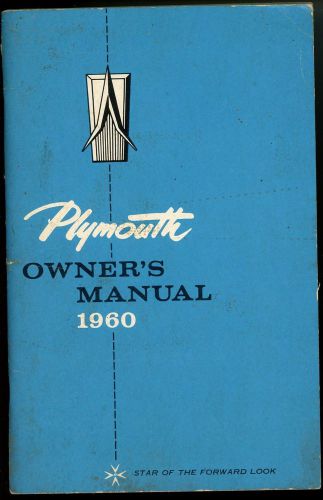 Plymouth
OWNER'S
MANUAL
1960
STAR OF THE FORWARD LOOK